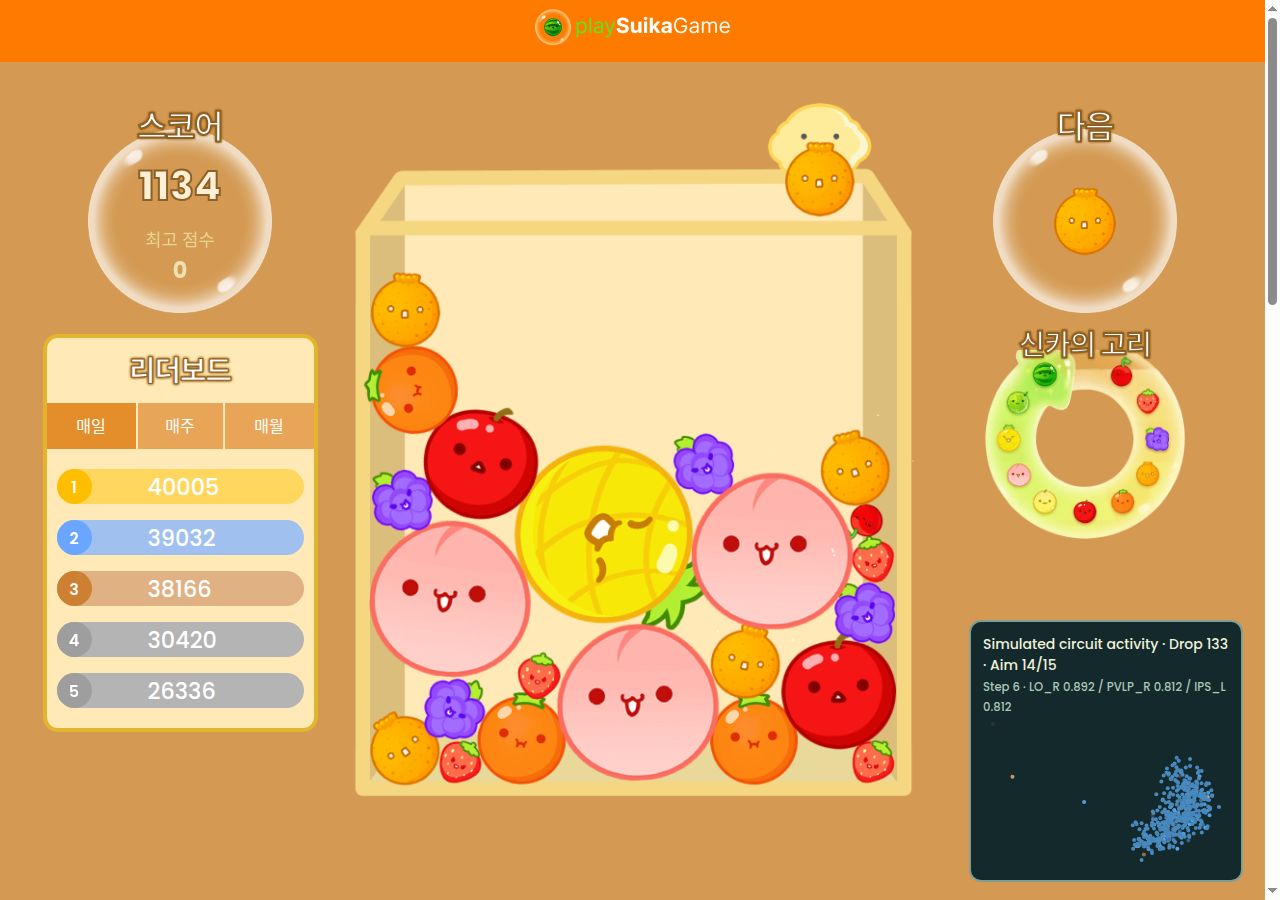 playSuikaGame
스코어
1134
최고 점수
0
다음
신카의 고리
리더보드
매일 매주 매월
1 40005
2 39032
3 38166
4 30420
5 26336
Simulated circuit activity · Drop 133
· Aim 14/15
Step 6 · LO_R 0.892 / PVLP_R 0.812 / IPS_L
0.812